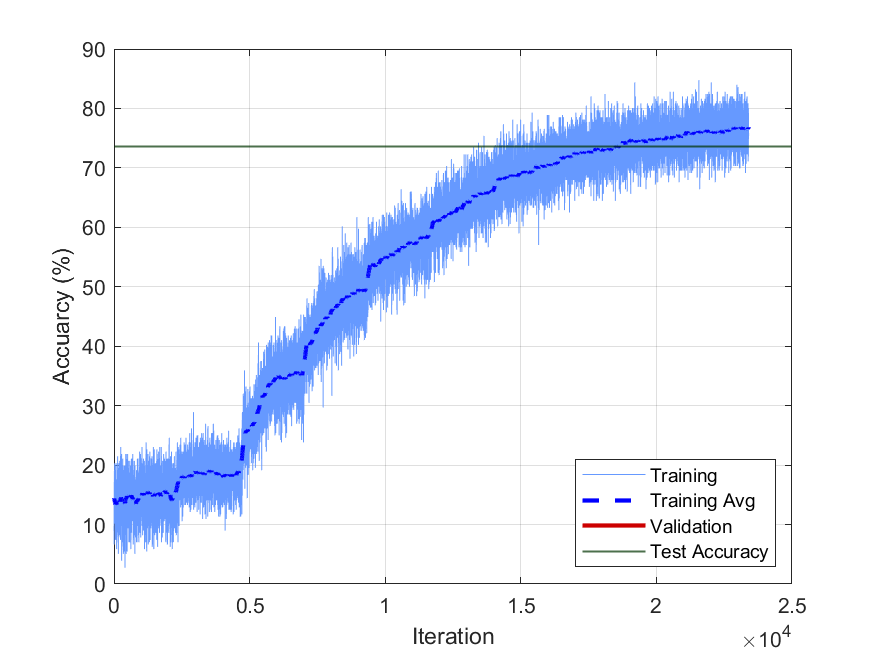 90
80
70
60
50
40
30
20
10
0
Accuarcy (%)
0 0.5 1 1.5 2 2.5
Iteration
×10^4
Training
Training Avg
Validation
Test Accuracy